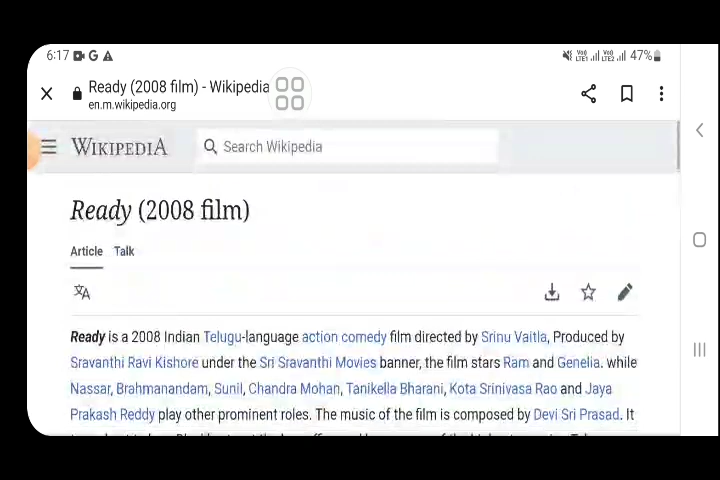 6:17 G LTE1 LTE2 47%
Ready (2008 film) - Wikipedia
en.m.wikipedia.org
WIKIPEDIA Search Wikipedia
Ready (2008 film)
Article Talk
Ready is a 2008 Indian Telugu-language action comedy film directed by Srinu Vaitla, Produced by
Sravanthi Ravi Kishore under the Sri Sravanthi Movies banner, the film stars Ram and Genelia. while
Nassar, Brahmanandam, Sunil, Chandra Mohan, Tanikella Bharani, Kota Srinivasa Rao and Jaya
Prakash Reddy play other prominent roles. The music of the film is composed by Devi Sri Prasad. It